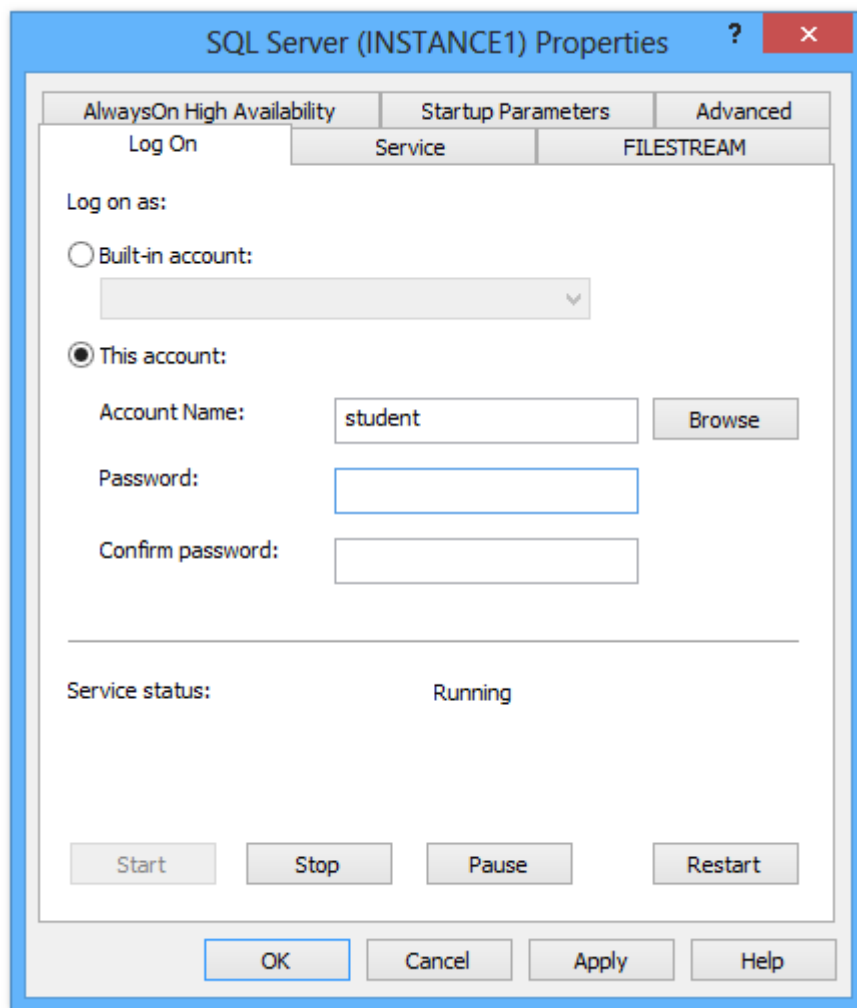 SQL Server (INSTANCE1) Properties ? ×
AlwaysOn High Availability Startup Parameters Advanced
Log On Service FILESTREAM
Log on as:
Built-in account:
This account:
Account Name: student Browse
Password:
Confirm password:
Service status: Running
Start Stop Pause Restart
OK Cancel Apply Help